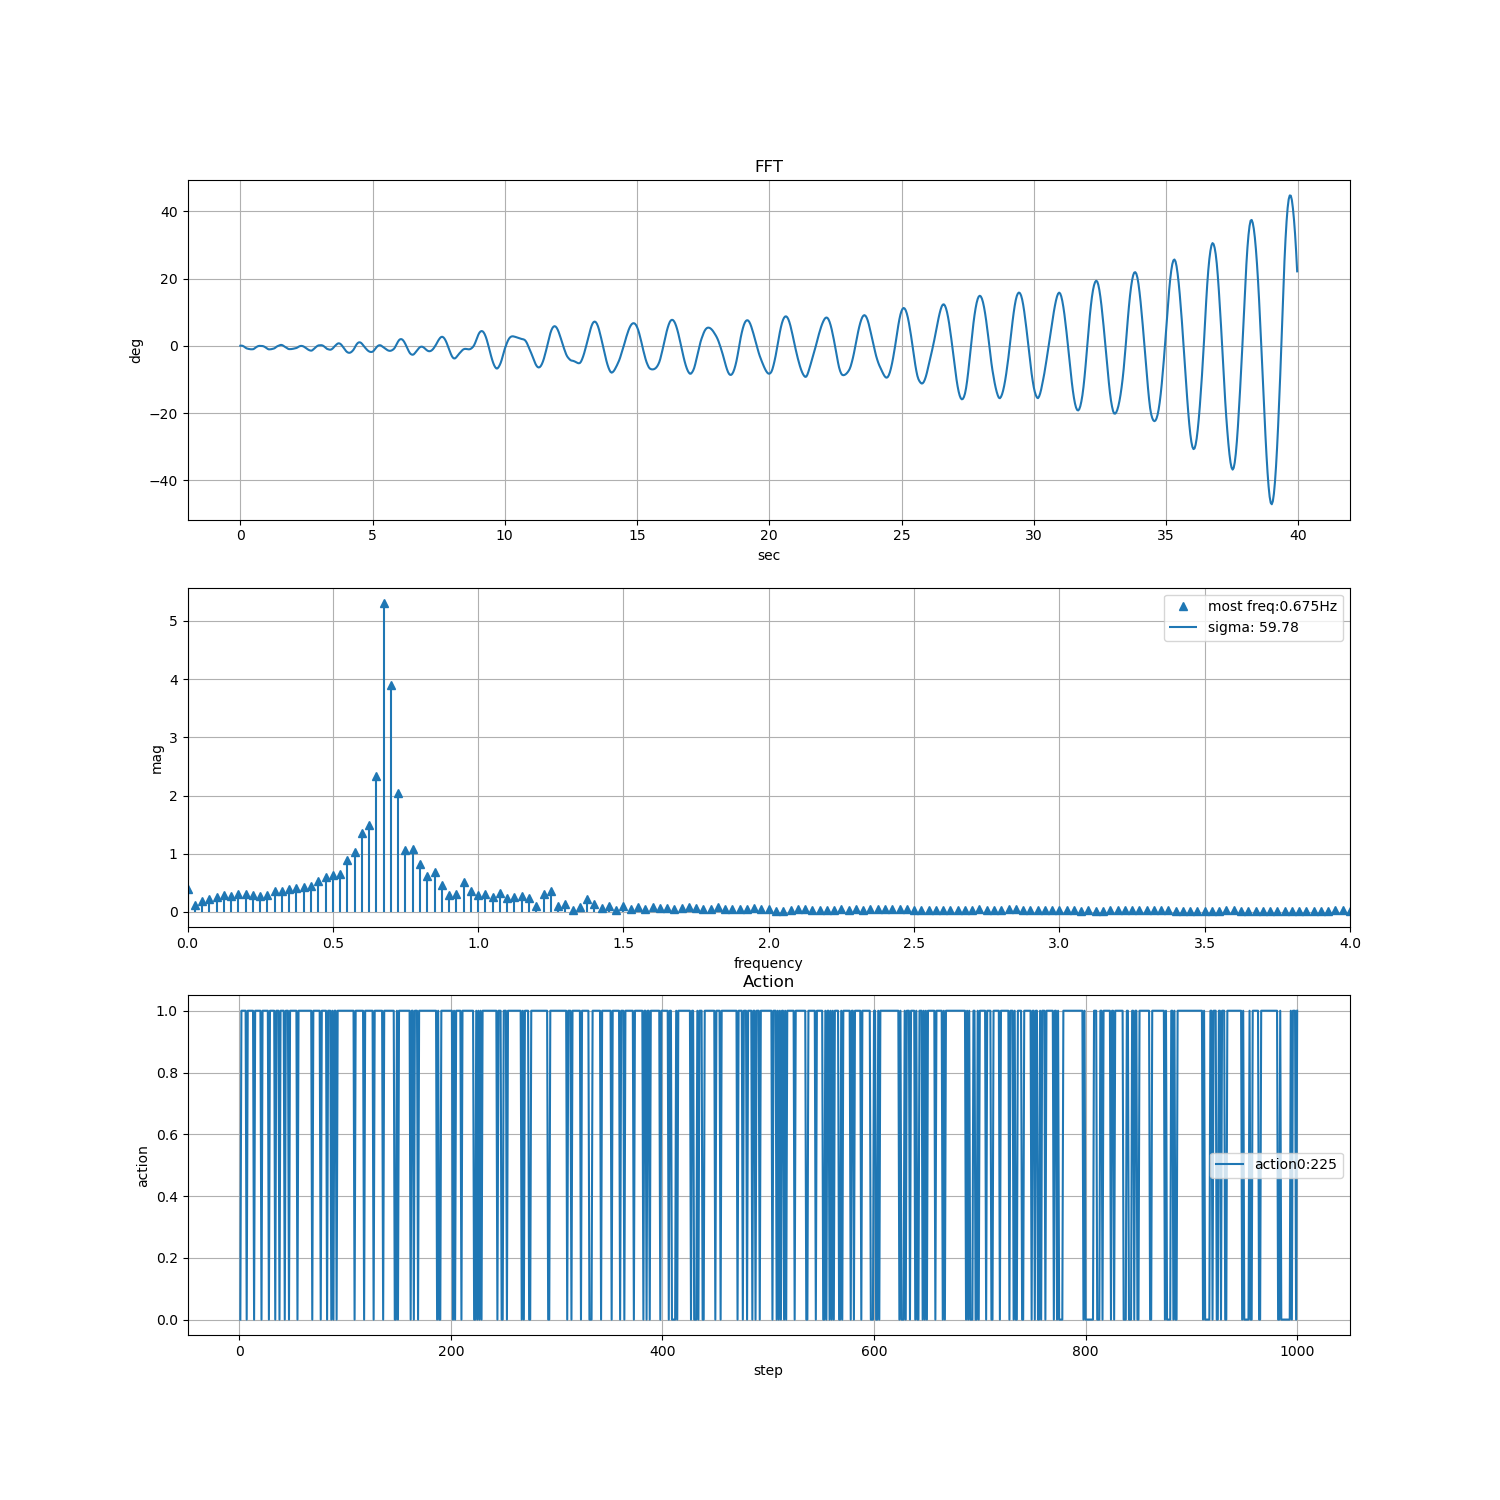 FFT
40
20
0
−20
−40
deg
0 5 10 15 20 25 30 35 40
sec
most freq:0.675Hz
sigma: 59.78
5
4
3
2
1
0
mag
0.0 0.5 1.0 1.5 2.0 2.5 3.0 3.5 4.0
frequency
Action
1.0
0.8
0.6
0.4
0.2
0.0
action
action0:225
0 200 400 600 800 1000
step